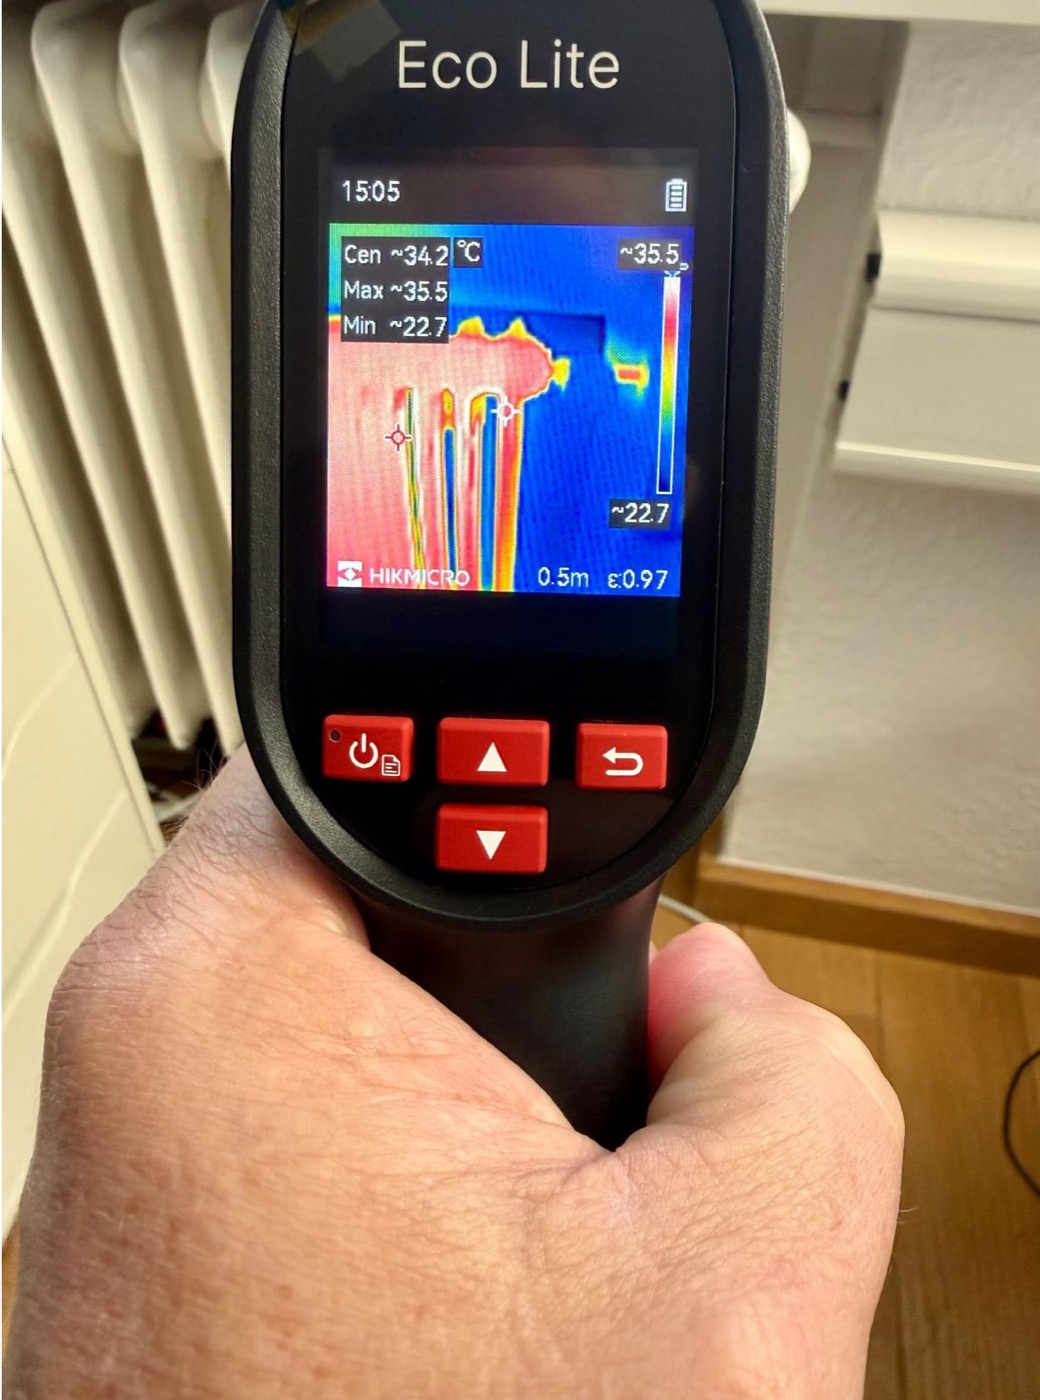 Eco Lite
15:05
Cen ~34.2 °C
Max ~35.5
Min ~22.7
~35.5
~22.7
HIKMICRO 0.5m ε:0.97